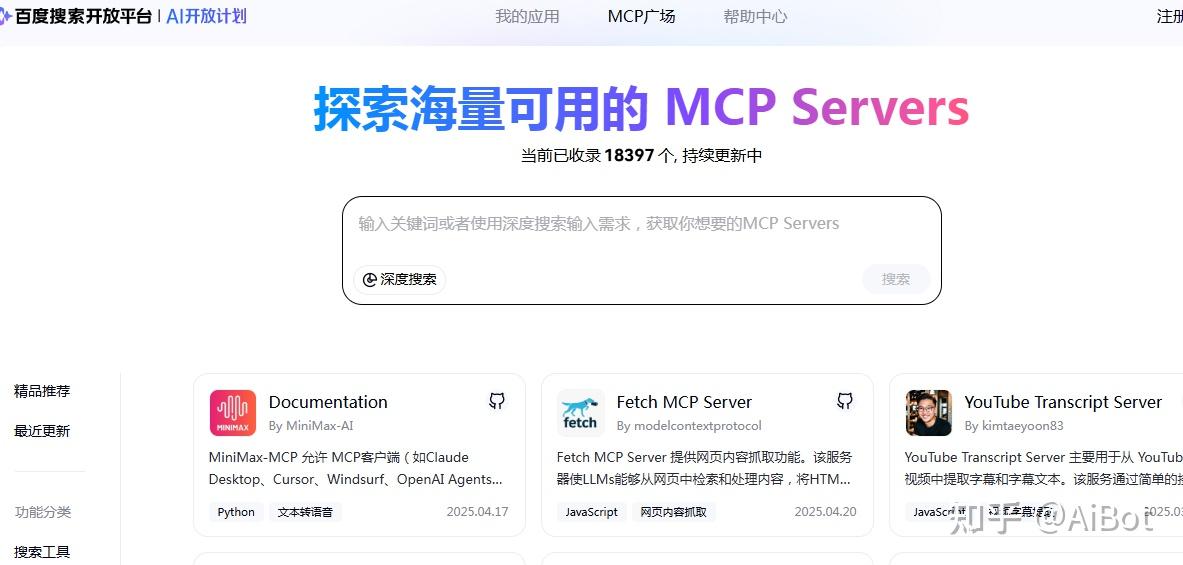 百度搜索开放平台 | AI开放计划
我的应用 MCP广场 帮助中心 注册
探索海量可用的 MCP Servers
当前已收录 18397 个, 持续更新中
输入关键词或者使用深度搜索输入需求，获取你想要的MCP Servers
深度搜索 搜索
精品推荐
最近更新
功能分类
搜索工具
Documentation
By MiniMax-AI
MINIMAX
MiniMax-MCP 允许 MCP客户端（如Claude
Desktop、Cursor、Windsurf、OpenAI Agents...
Python 文本转语音 2025.04.17
Fetch MCP Server
By modelcontextprotocol
fetch
Fetch MCP Server 提供网页内容抓取功能。该服务
器使LLMs能够从网页中检索和处理内容，将HTM...
JavaScript 网页内容抓取 2025.04.20
YouTube Transcript Server
By kimtaeyoon83
YouTube Transcript Server 主要用于从 YouTub
视频中提取字幕和字幕文本。该服务通过简单的接
JavaScript 2025.03
知乎 @AiBot